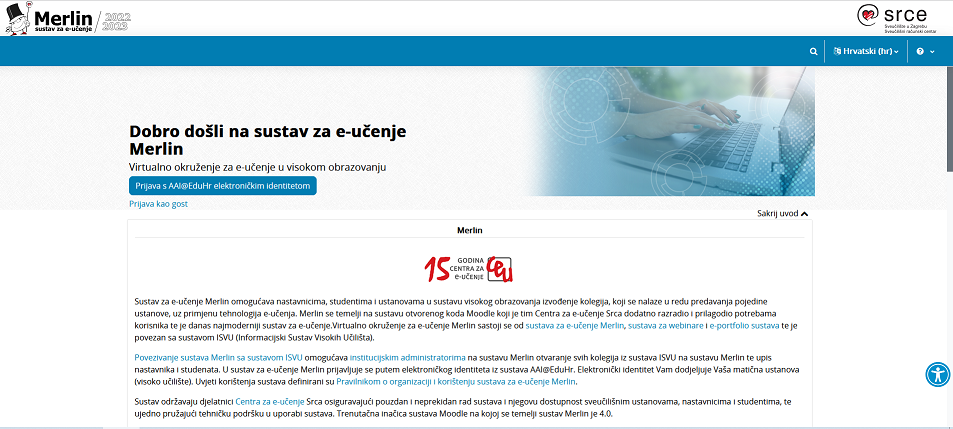 Merlin / 2022
sustav za e-učenje 2023
srce
Sveučilište u Zagrebu
Sveučilišni računski centar
Hrvatski (hr)
Dobro došli na sustav za e-učenje
Merlin
Virtualno okruženje za e-učenje u visokom obrazovanju
Prijava s AAI@EduHr elektroničkim identitetom
Prijava kao gost
Sakrij uvod
Merlin
15 GODINA
CENTRA ZA
e-UČENJE
ceu
Sustav za e-učenje Merlin omogućava nastavnicima, studentima i ustanovama u sustavu visokog obrazovanja izvođenje kolegija, koji se nalaze u redu predavanja pojedine
ustanove, uz primjenu tehnologija e-učenja. Merlin se temelji na sustavu otvorenog koda Moodle koji je tim Centra za e-učenje Srca dodatno razradio i prilagodio potrebama
korisnika te je danas najmoderniji sustav za e-učenje.Virtualno okruženje za e-učenje Merlin sastoji se od sustava za e-učenje Merlin, sustava za webinare i e-portfolio sustava te je
povezan sa sustavom ISVU (Informacijski Sustav Visokih Učilišta).
Povezivanje sustava Merlin sa sustavom ISVU omogućava institucijskim administratorima na sustavu Merlin otvaranje svih kolegija iz sustava ISVU na sustavu Merlin te upis
nastavnika i studenata. U sustav za e-učenje Merlin prijavljuje se putem elektroničkog identiteta iz sustava AAI@EduHr. Elektronički identitet Vam dodjeljuje Vaša matična ustanova
(visoko učilište). Uvjeti korištenja sustava definirani su Pravilnikom o organizaciji i korištenju sustava za e-učenje Merlin.
Sustav održavaju djelatnici Centra za e-učenje Srca osiguravajući pouzdan i neprekidan rad sustava i njegovu dostupnost sveučilišnim ustanovama, nastavnicima i studentima, te
ujedno pružajući tehničku podršku u uporabi sustava. Trenutačna inačica sustava Moodle na kojoj se temelji sustav Merlin je 4.0.